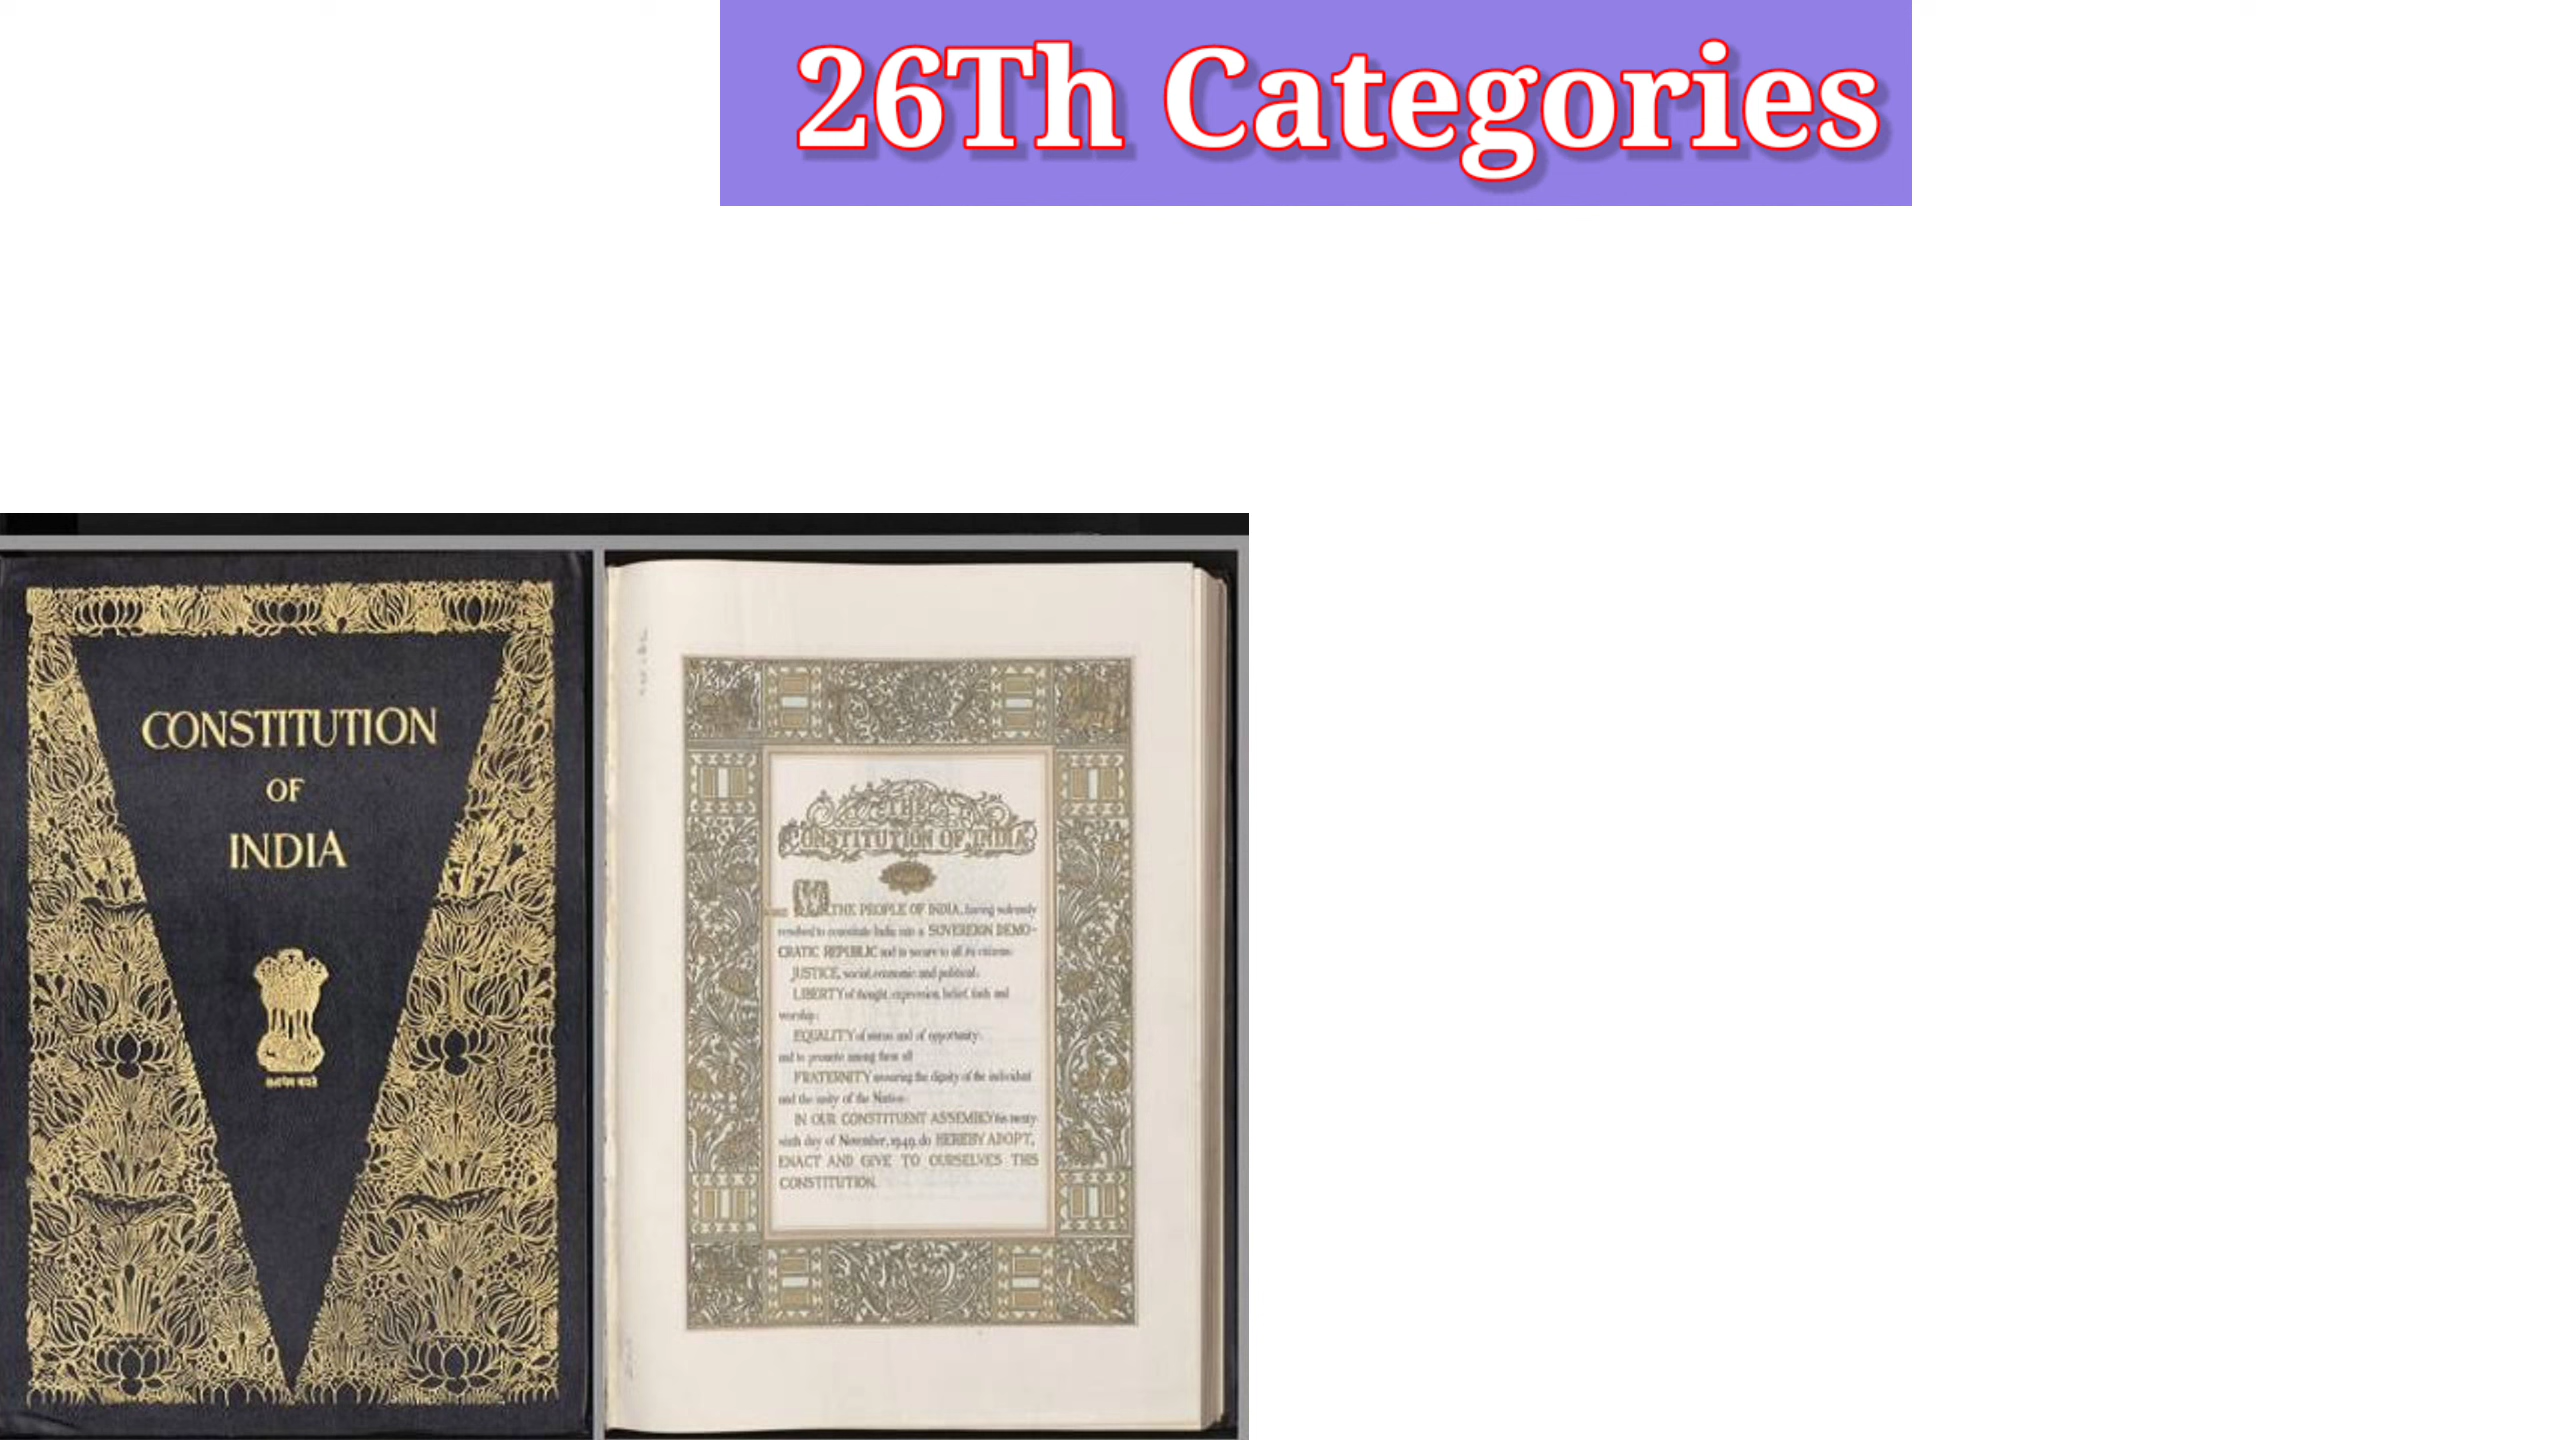 26Th Categories
CONSTITUTION
OF
INDIA
सत्यमेव जयते
THE
CONSTITUTION OF INDIA
WE, THE PEOPLE OF INDIA, having solemnly
resolved to constitute India into a SOVEREIGN DEMO-
CRATIC REPUBLIC and to secure to all its citizens:
JUSTICE, social, economic and political;
LIBERTY of thought, expression, belief, faith and
worship;
EQUALITY of status and of opportunity;
and to promote among them all
FRATERNITY assuring the dignity of the individual
and the unity of the Nation;
IN OUR CONSTITUENT ASSEMBLY this twenty-
sixth day of November, 1949, do HEREBY ADOPT,
ENACT AND GIVE TO OURSELVES THIS
CONSTITUTION.